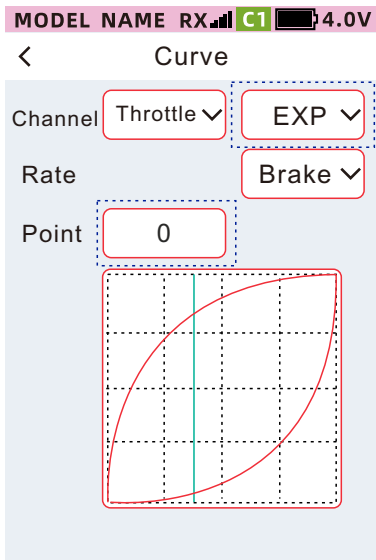 MODEL NAME RX C1 4.0V
Curve
Channel Throttle EXP
Rate Brake
Point 0